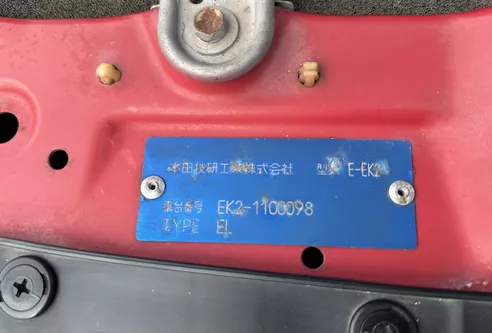 本田技研工業株式会社 型式 E-EK2
車台番号 EK2-1100098
TYPE EL